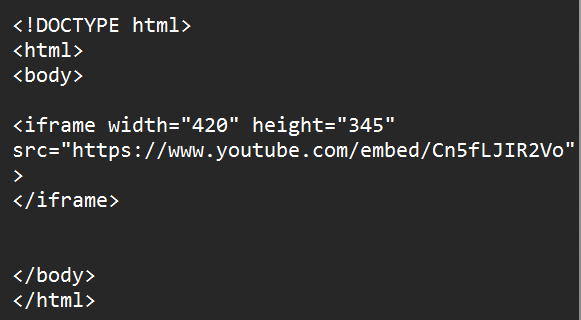 <!DOCTYPE html>
<html>
<body>
<iframe width="420" height="345"
src="https://www.youtube.com/embed/Cn5fLJIR2Vo"
>
</iframe>
</body>
</html>